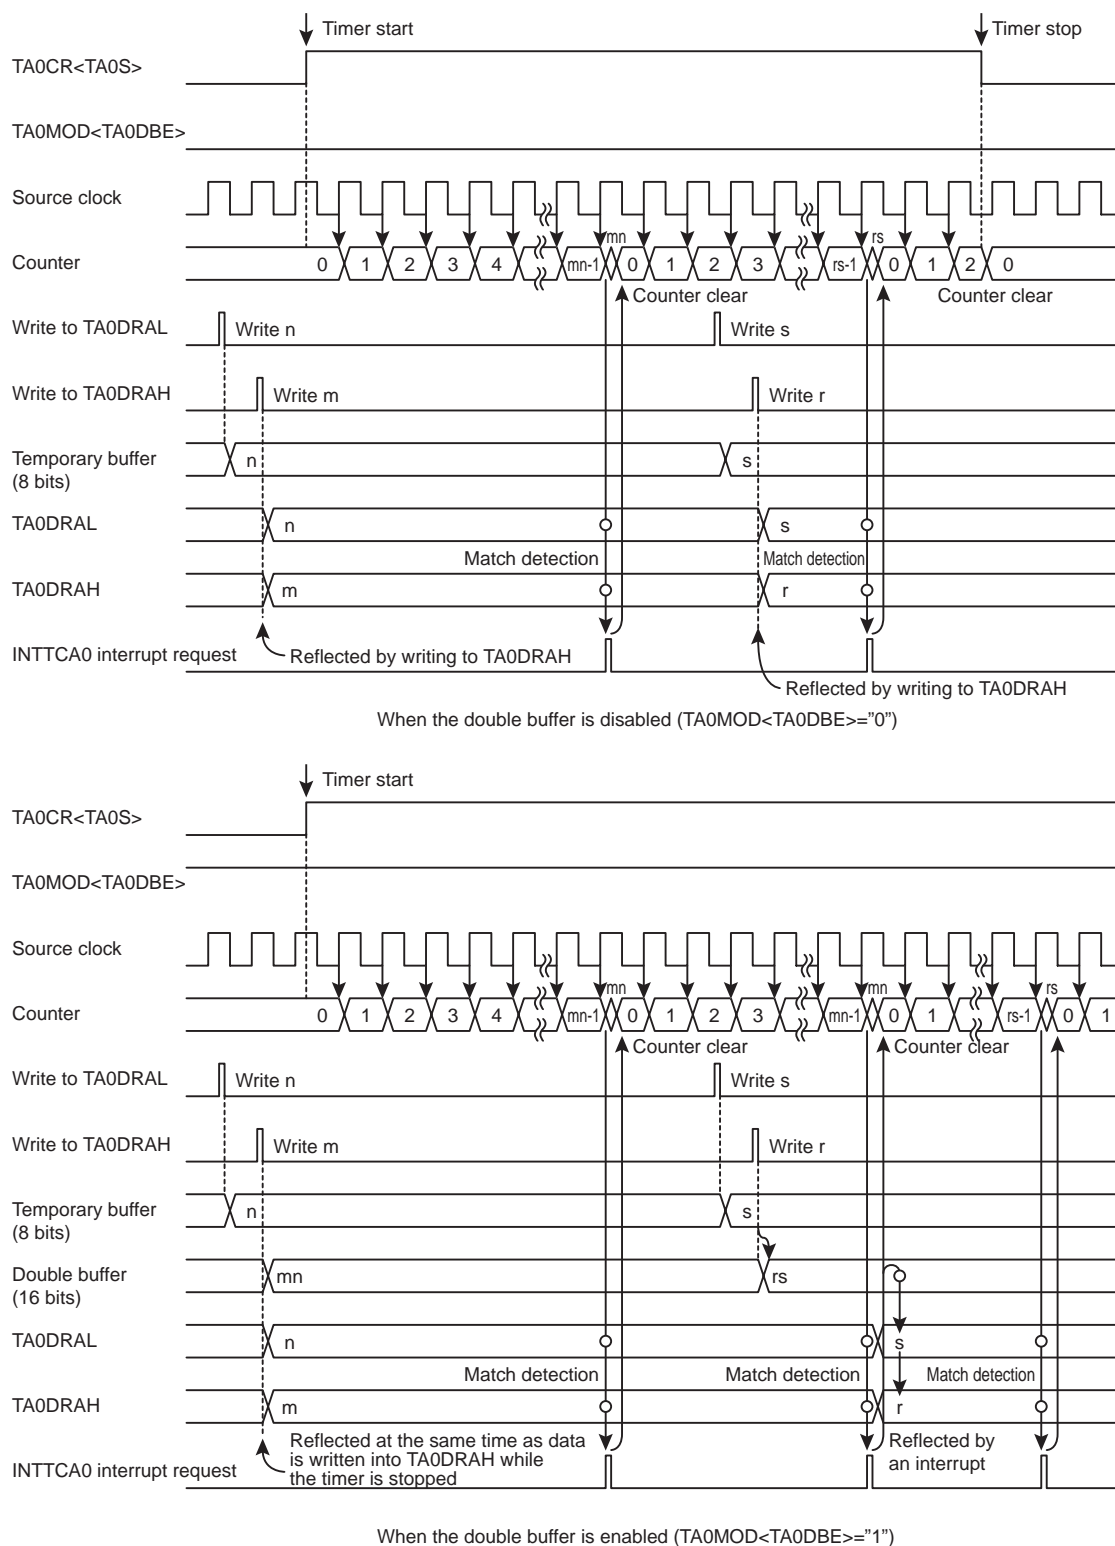 Timer start Timer stop
TA0CR<TA0S>
TA0MOD<TA0DBE>
Source clock
mn rs
Counter 0 1 2 3 4 mn-1 0 1 2 3 rs-1 0 1 2 0
Counter clear Counter clear
Write to TA0DRAL Write n Write s
Write to TA0DRAH Write m Write r
Temporary buffer n s
(8 bits)
TA0DRAL n s
Match detection Match detection
TA0DRAH m r
INTTCA0 interrupt request Reflected by writing to TA0DRAH
Reflected by writing to TA0DRAH
When the double buffer is disabled (TA0MOD<TA0DBE>=”0”)
Timer start
TA0CR<TA0S>
TA0MOD<TA0DBE>
Source clock
mn mn rs
Counter 0 1 2 3 4 mn-1 0 1 2 3 mn-1 0 1 rs-1 0 1
Counter clear Counter clear
Write to TA0DRAL Write n Write s
Write to TA0DRAH Write m Write r
Temporary buffer n s
(8 bits)
Double buffer mn rs
(16 bits)
TA0DRAL n s
Match detection Match detection Match detection
TA0DRAH m r
Reflected at the same time as data Reflected by
is written into TA0DRAH while an interrupt
INTTCA0 interrupt request the timer is stopped
When the double buffer is enabled (TA0MOD<TA0DBE>=”1”)